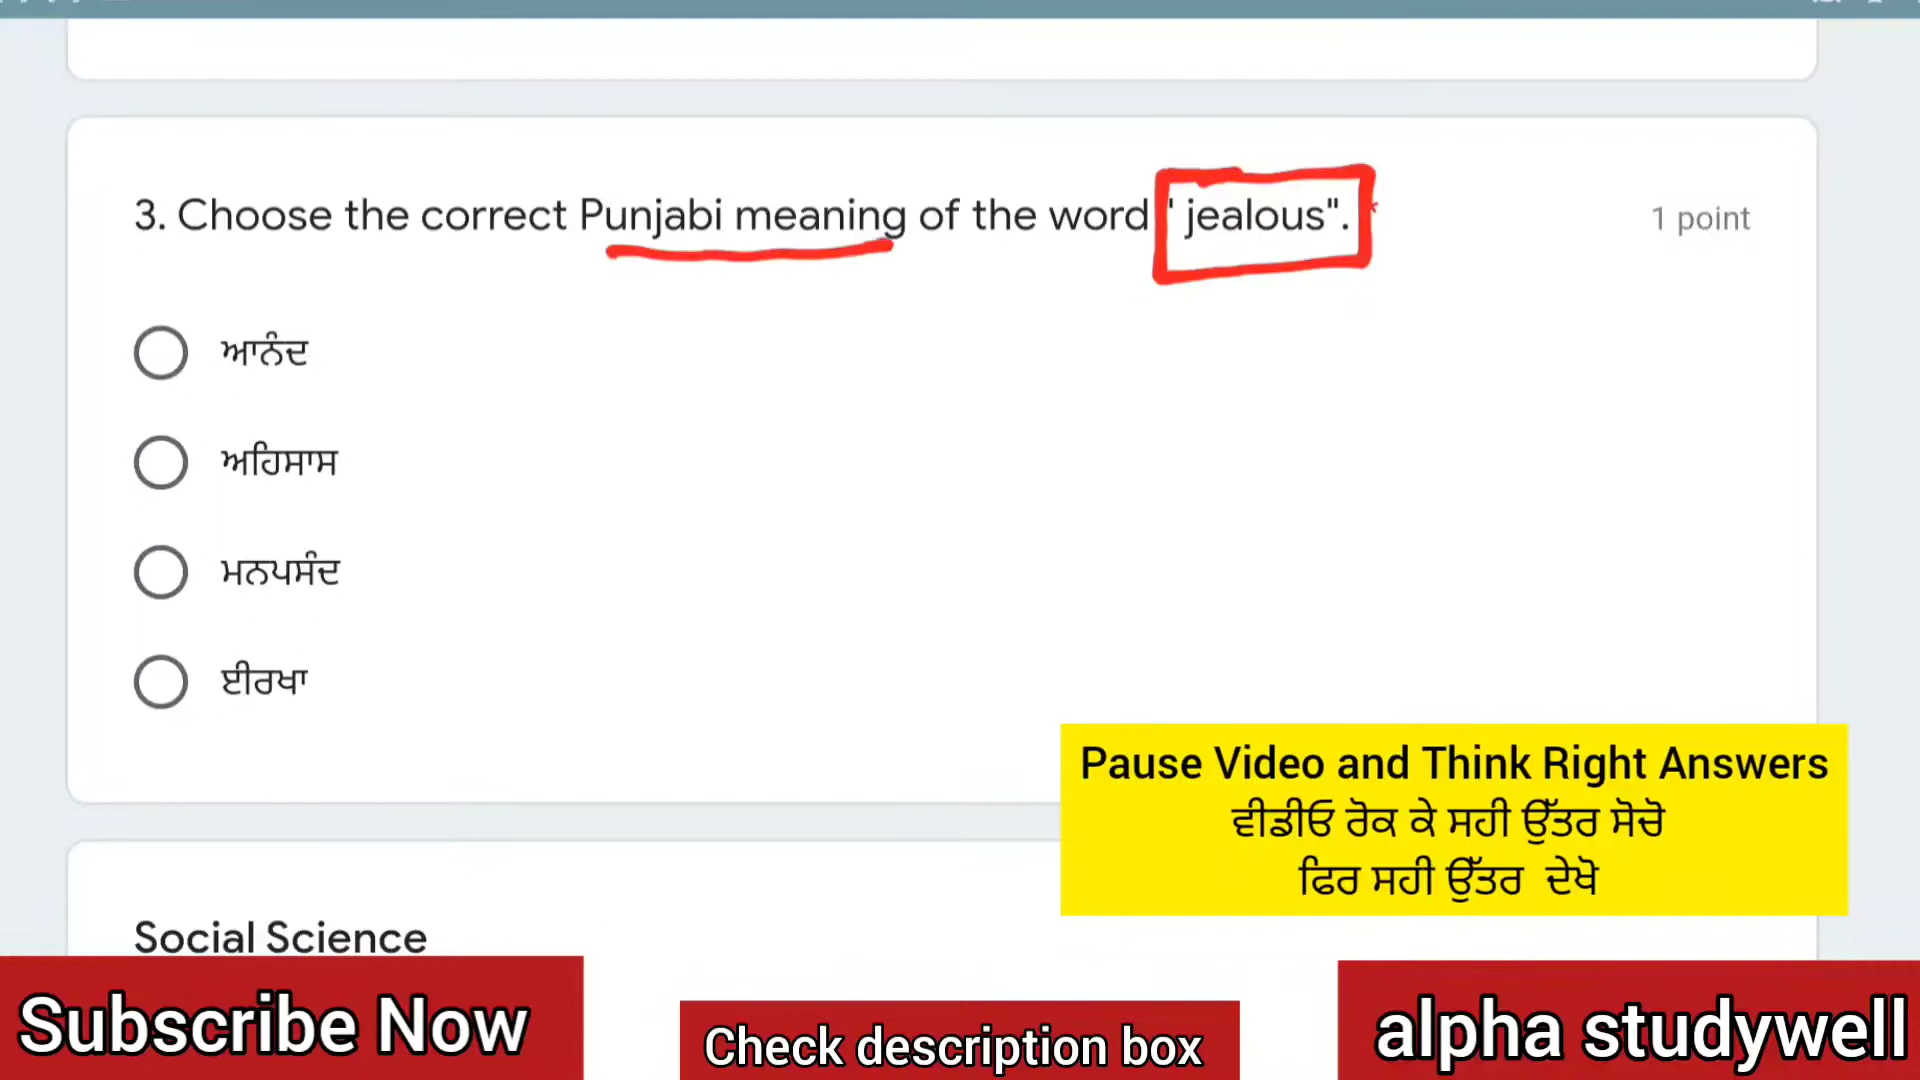 3. Choose the correct Punjabi meaning of the word " jealous". *
1 point
ਆਨੰਦ
ਅਹਿਸਾਸ
ਮਨਪਸੰਦ
ਈਰਖਾ
Pause Video and Think Right Answers
ਵੀਡੀਓ ਰੋਕ ਕੇ ਸਹੀ ਉੱਤਰ ਸੋਚੋ
ਫਿਰ ਸਹੀ ਉੱਤਰ ਦੇਖੋ
Social Science
Subscribe Now
Check description box
alpha studywell